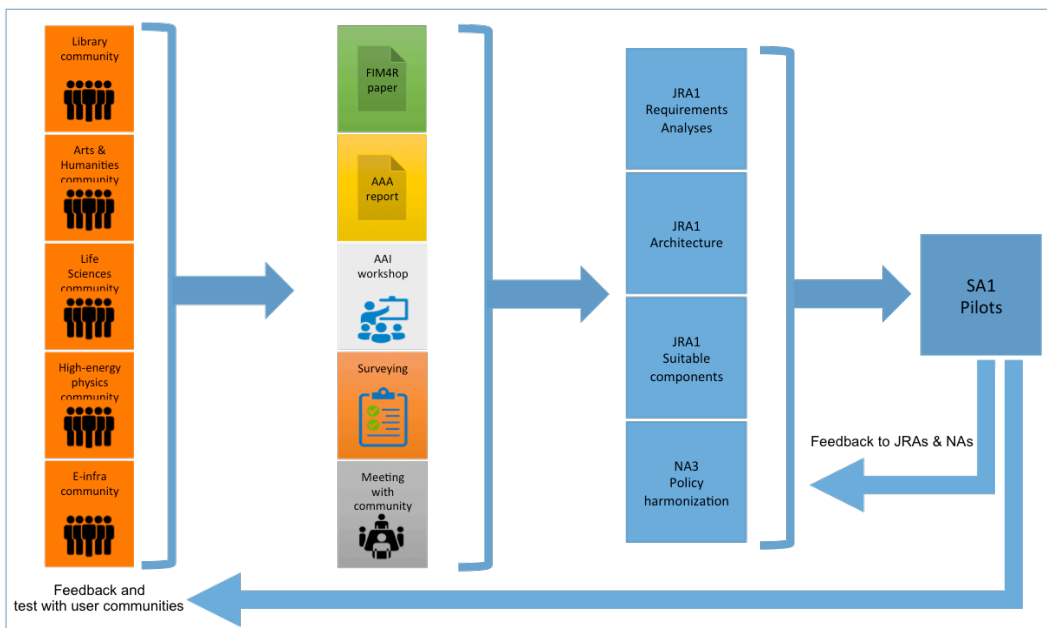 Library
community
Arts &
Humanities
community
Life
Sciences
community
High-energy
physics
community
E-infra
community
FIM4R
paper
AAA
report
AAI
workshop
Surveying
Meeting
with
community
JRA1
Requirements
Analyses
JRA1
Architecture
JRA1
Suitable
components
NA3
Policy
harmonization
SA1
Pilots
Feedback to JRAs & NAs
Feedback and
test with user communities